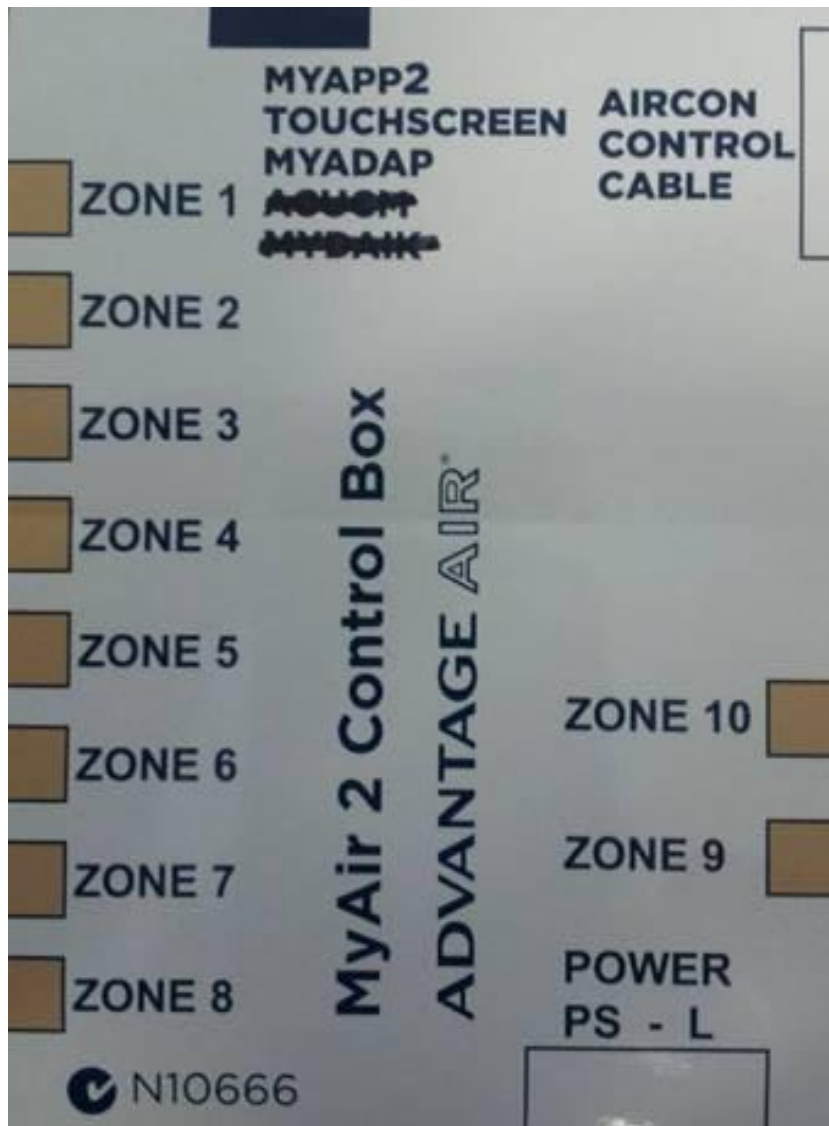 MYAPP2
TOUCHSCREEN
MYADAP
AIRCON
CONTROL
CABLE
ZONE 1
ZONE 2
ZONE 3
ZONE 4
ZONE 5
ZONE 6
ZONE 7
ZONE 8
MyAir 2 Control Box
ADVANTAGE AIR®
ZONE 10
ZONE 9
POWER
PS - L
N10666